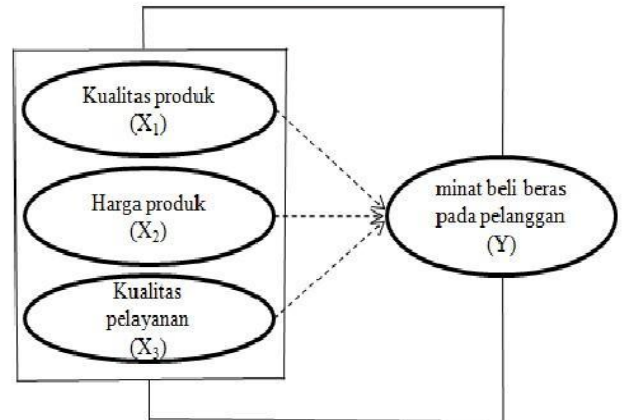 Kualitas produk
(X₁)
Harga produk
(X₂)
Kualitas
pelayanan
(X₃)
minat beli beras
pada pelanggan
(Y)